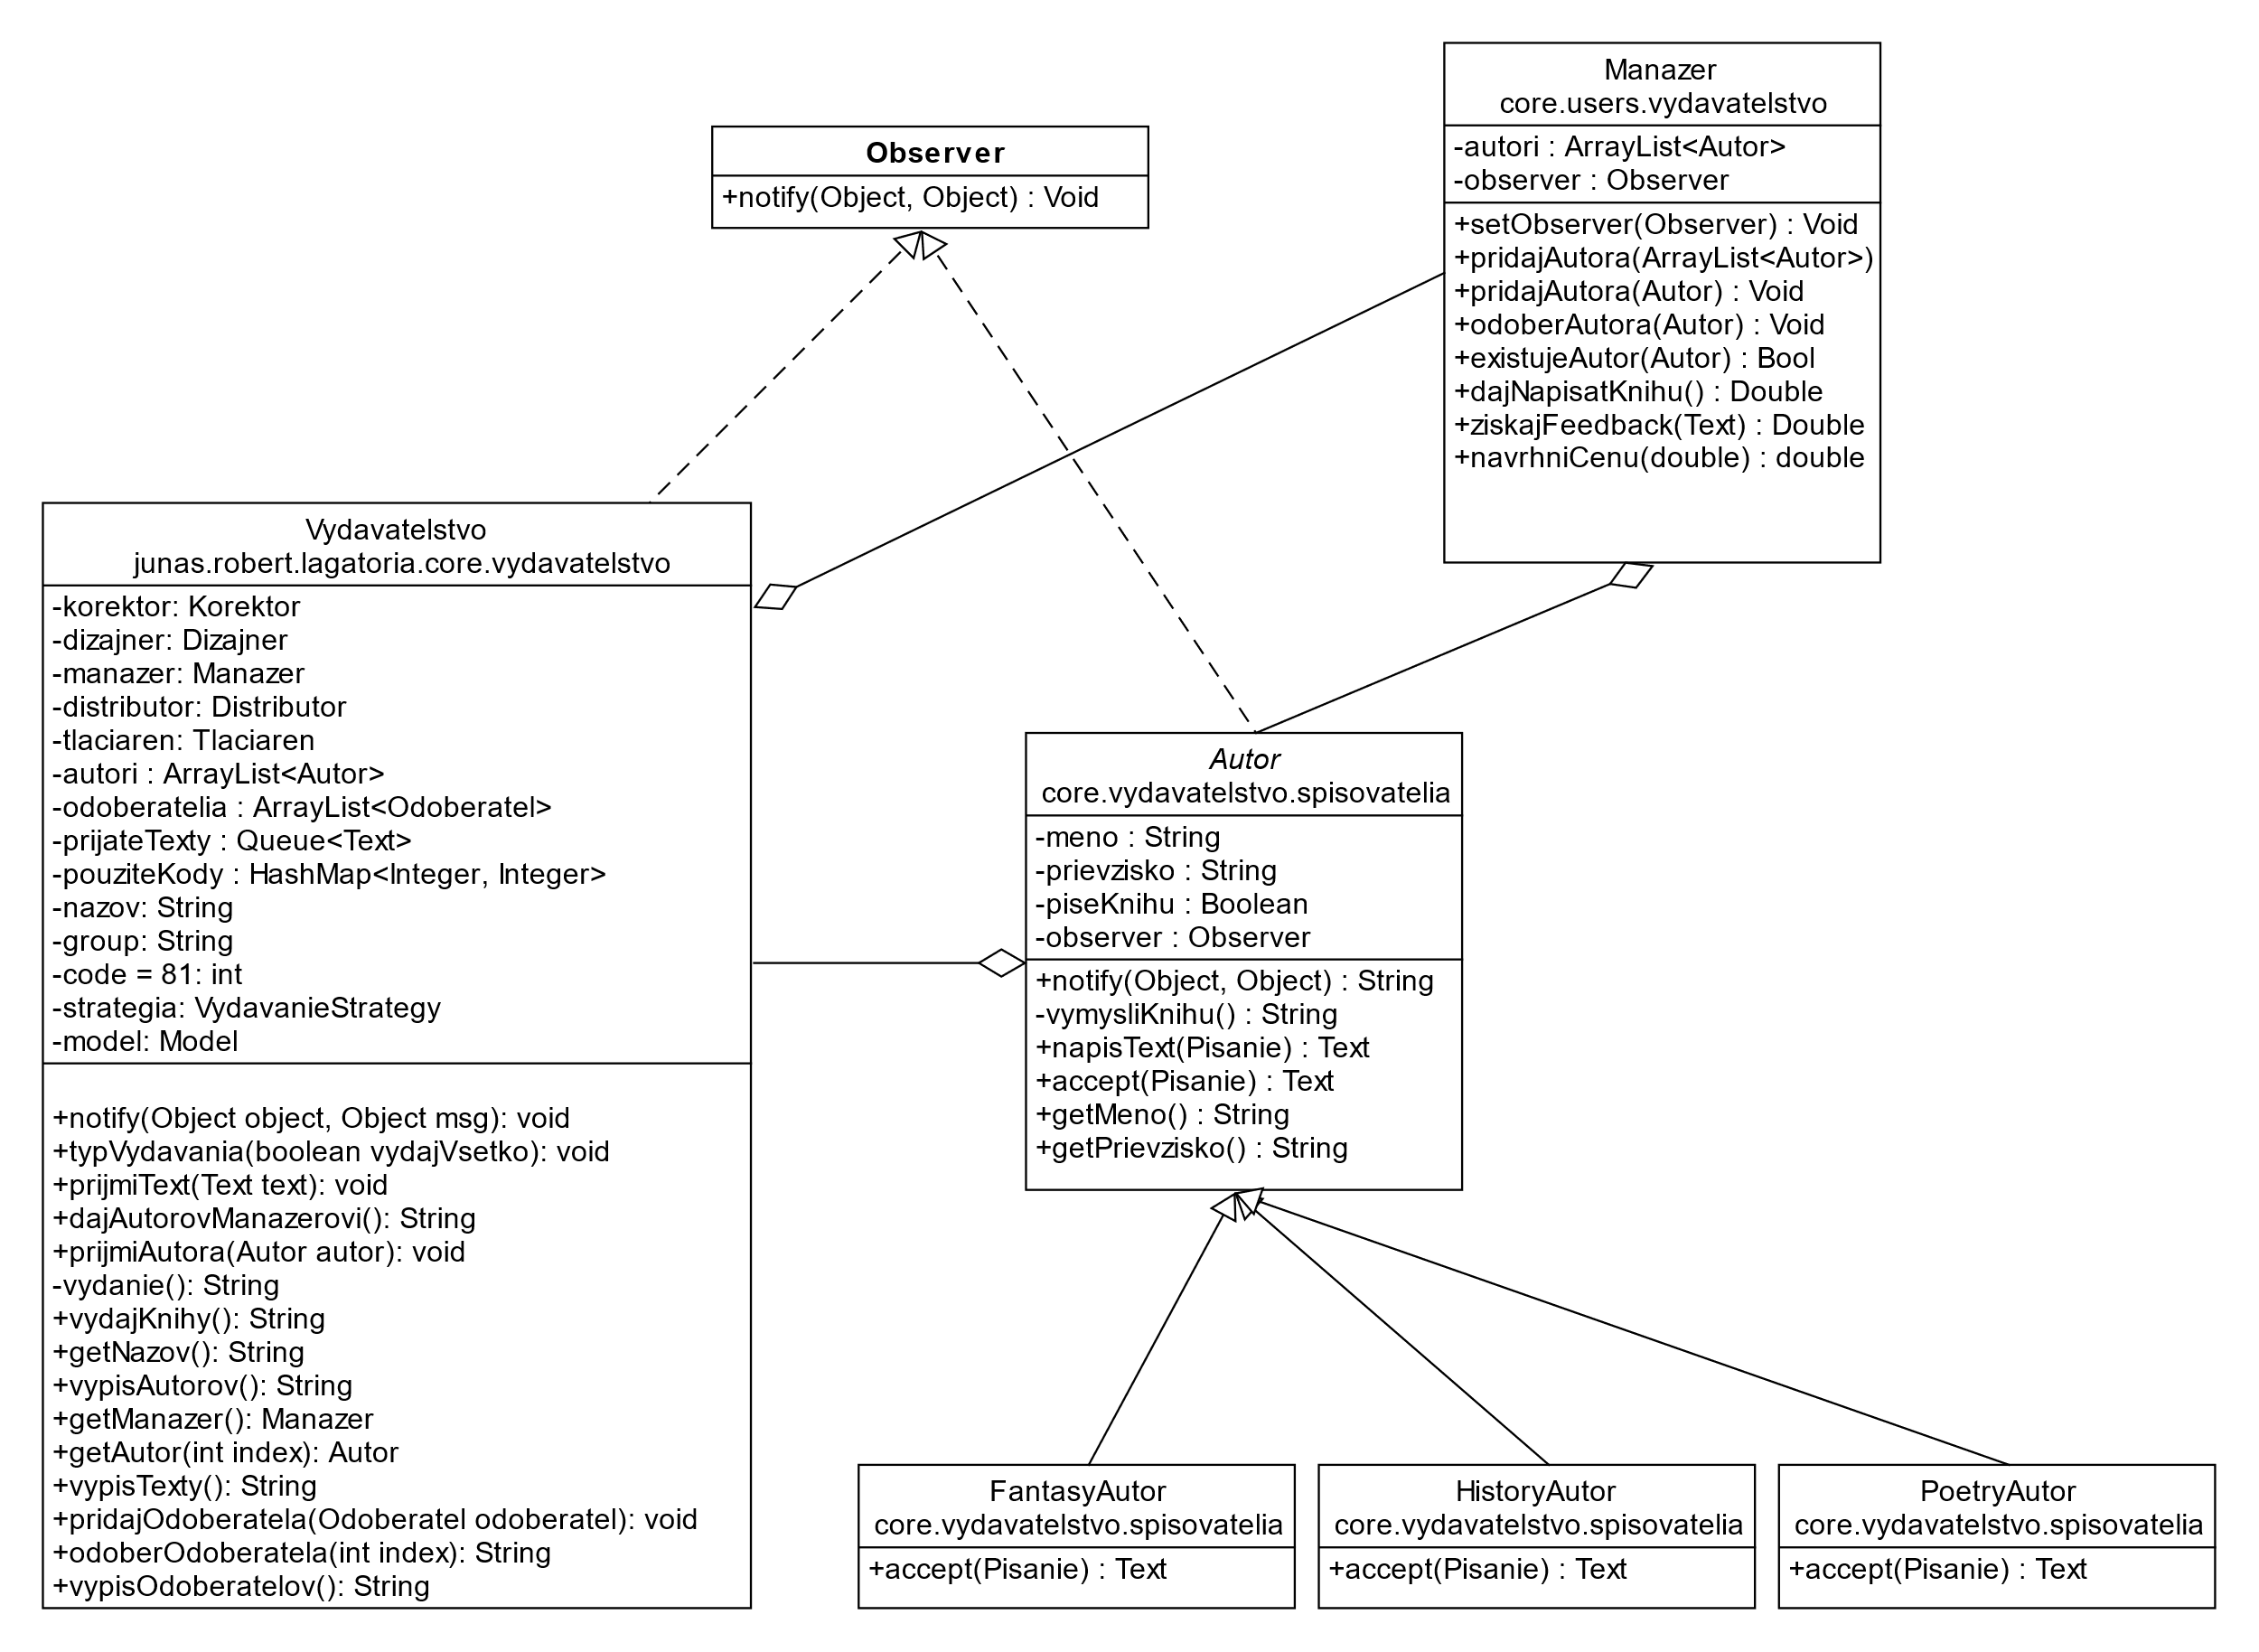 Observer
+notify(Object, Object) : Void
Manazer
core.users.vydavatelstvo
-autori : ArrayList<Autor>
-observer : Observer
+setObserver(Observer) : Void
+pridajAutora(ArrayList<Autor>)
+pridajAutora(Autor) : Void
+odoberAutora(Autor) : Void
+existujeAutor(Autor) : Bool
+dajNapisatKnihu() : Double
+ziskajFeedback(Text) : Double
+navrhniCenu(double) : double
Vydavatelstvo
junas.robert.lagatoria.core.vydavatelstvo
-korektor: Korektor
-dizajner: Dizajner
-manazer: Manazer
-distributor: Distributor
-tlaciaren: Tlaciaren
-autori : ArrayList<Autor>
-odoberatelia : ArrayList<Odoberatel>
-prijateTexty : Queue<Text>
-pouziteKody : HashMap<Integer, Integer>
-nazov: String
-group: String
-code = 81: int
-strategia: VydavanieStrategy
-model: Model
+notify(Object object, Object msg): void
+typVydavania(boolean vydajVsetko): void
+prijmiText(Text text): void
+dajAutorovManazerovi(): String
+prijmiAutora(Autor autor): void
-vydanie(): String
+vydajKnihy(): String
+getNazov(): String
+vypisAutorov(): String
+getManazer(): Manazer
+getAutor(int index): Autor
+vypisTexty(): String
+pridajOdoberatela(Odoberatel odoberatel): void
+odoberOdoberatela(int index): String
+vypisOdoberatelov(): String
Autor
core.vydavatelstvo.spisovatelia
-meno : String
-prievzisko : String
-piseKnihu : Boolean
-observer : Observer
+notify(Object, Object) : String
-vymysliKnihu() : String
+napisText(Pisanie) : Text
+accept(Pisanie) : Text
+getMeno() : String
+getPrievzisko() : String
FantasyAutor
core.vydavatelstvo.spisovatelia
+accept(Pisanie) : Text
HistoryAutor
core.vydavatelstvo.spisovatelia
+accept(Pisanie) : Text
PoetryAutor
core.vydavatelstvo.spisovatelia
+accept(Pisanie) : Text